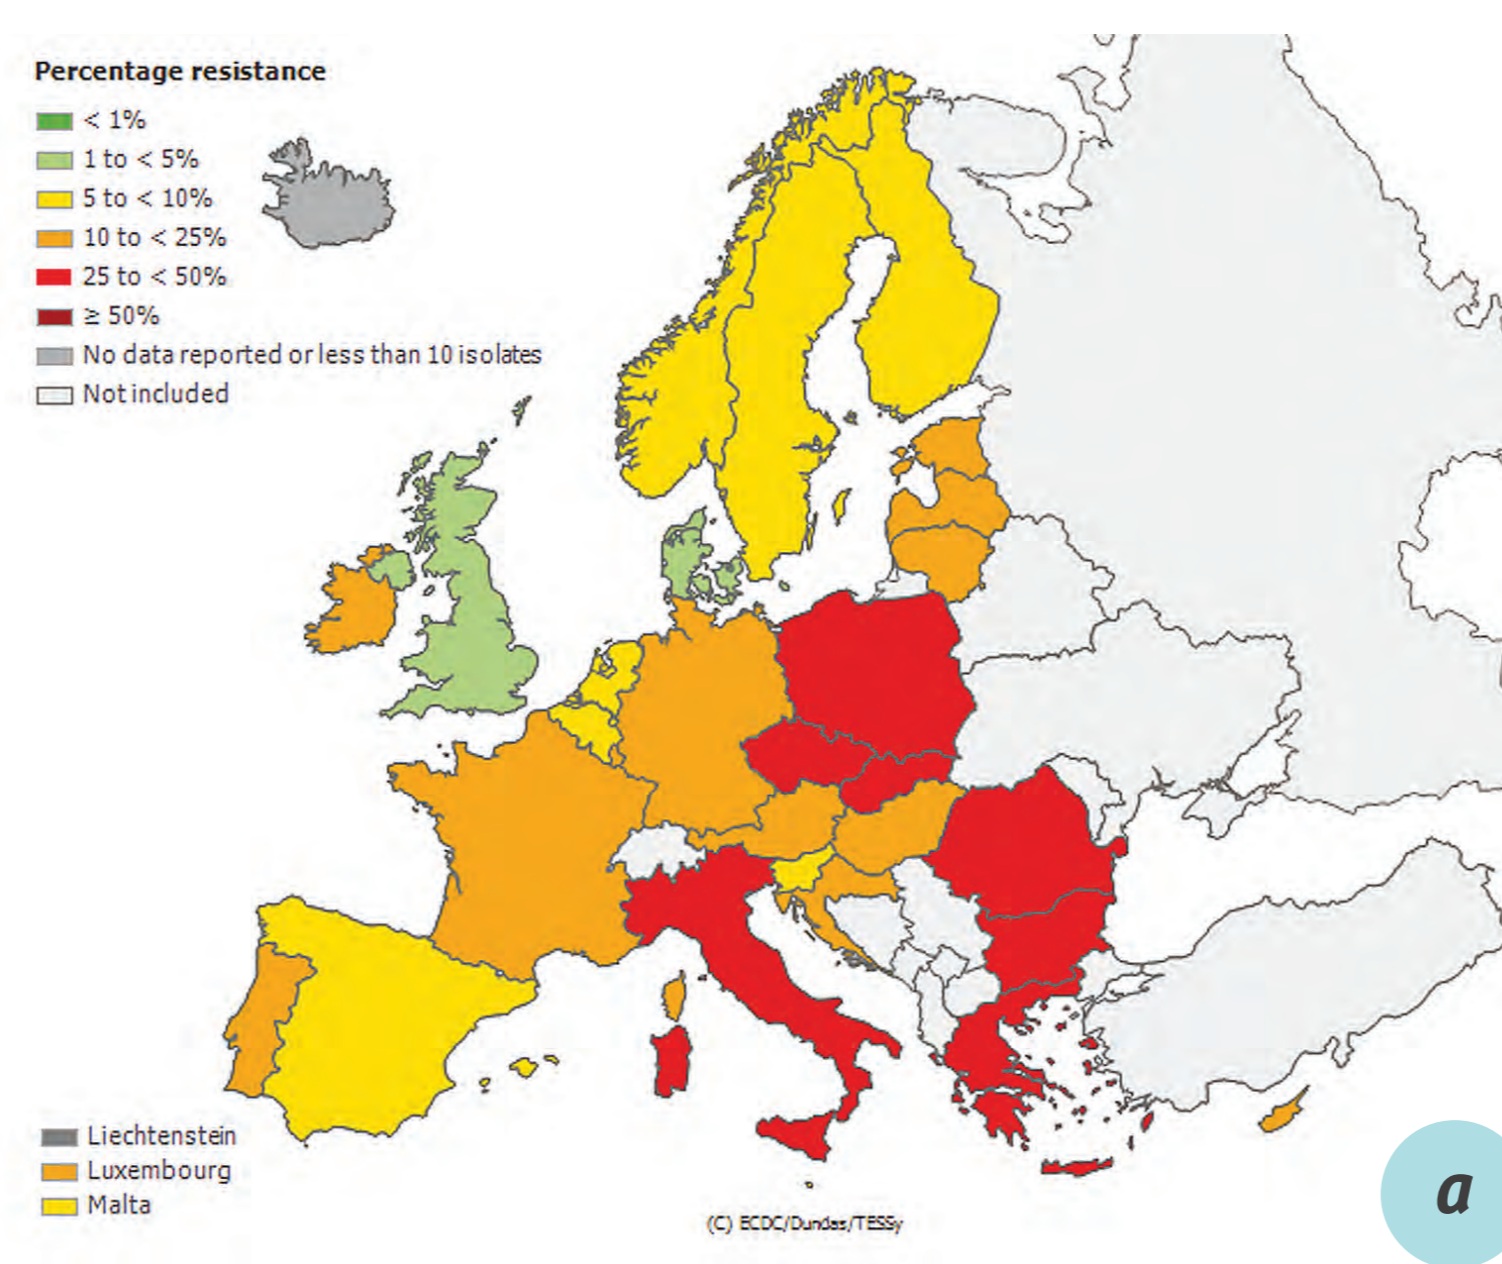 Percentage resistance
< 1%
1 to < 5%
5 to < 10%
10 to < 25%
25 to < 50%
≥ 50%
No data reported or less than 10 isolates
Not included
Liechtenstein
Luxembourg
Malta
(C) ECDC/Dundas/TESSy
a